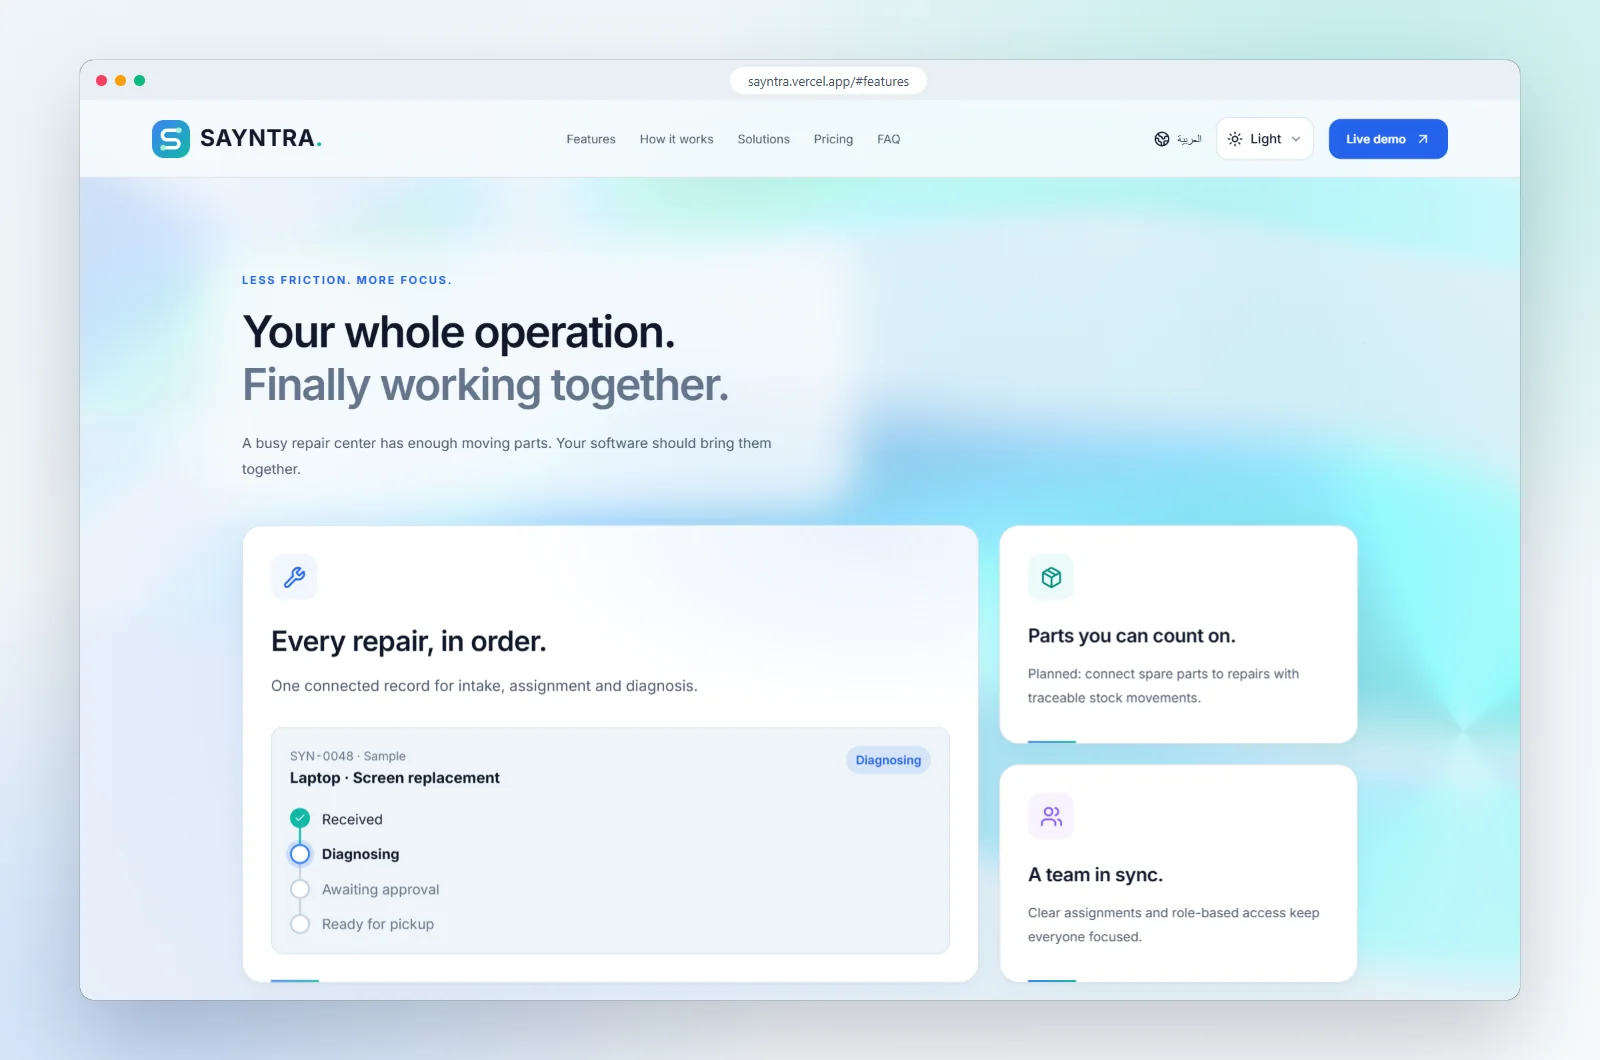 sayntra.vercel.app/#features
SAYNTRA.
Features
How it works
Solutions
Pricing
FAQ
العربية
Light
Live demo
LESS FRICTION. MORE FOCUS.
Your whole operation.
Finally working together.
A busy repair center has enough moving parts. Your software should bring them
together.
Every repair, in order.
One connected record for intake, assignment and diagnosis.
SYN-0048 · Sample
Laptop · Screen replacement
Diagnosing
Received
Diagnosing
Awaiting approval
Ready for pickup
Parts you can count on.
Planned: connect spare parts to repairs with
traceable stock movements.
A team in sync.
Clear assignments and role-based access keep
everyone focused.